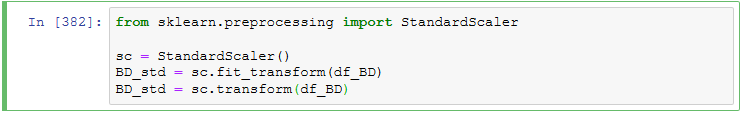 In [382]: from sklearn.preprocessing import StandardScaler
sc = StandardScaler()
BD_std = sc.fit_transform(df_BD)
BD_std = sc.transform(df_BD)